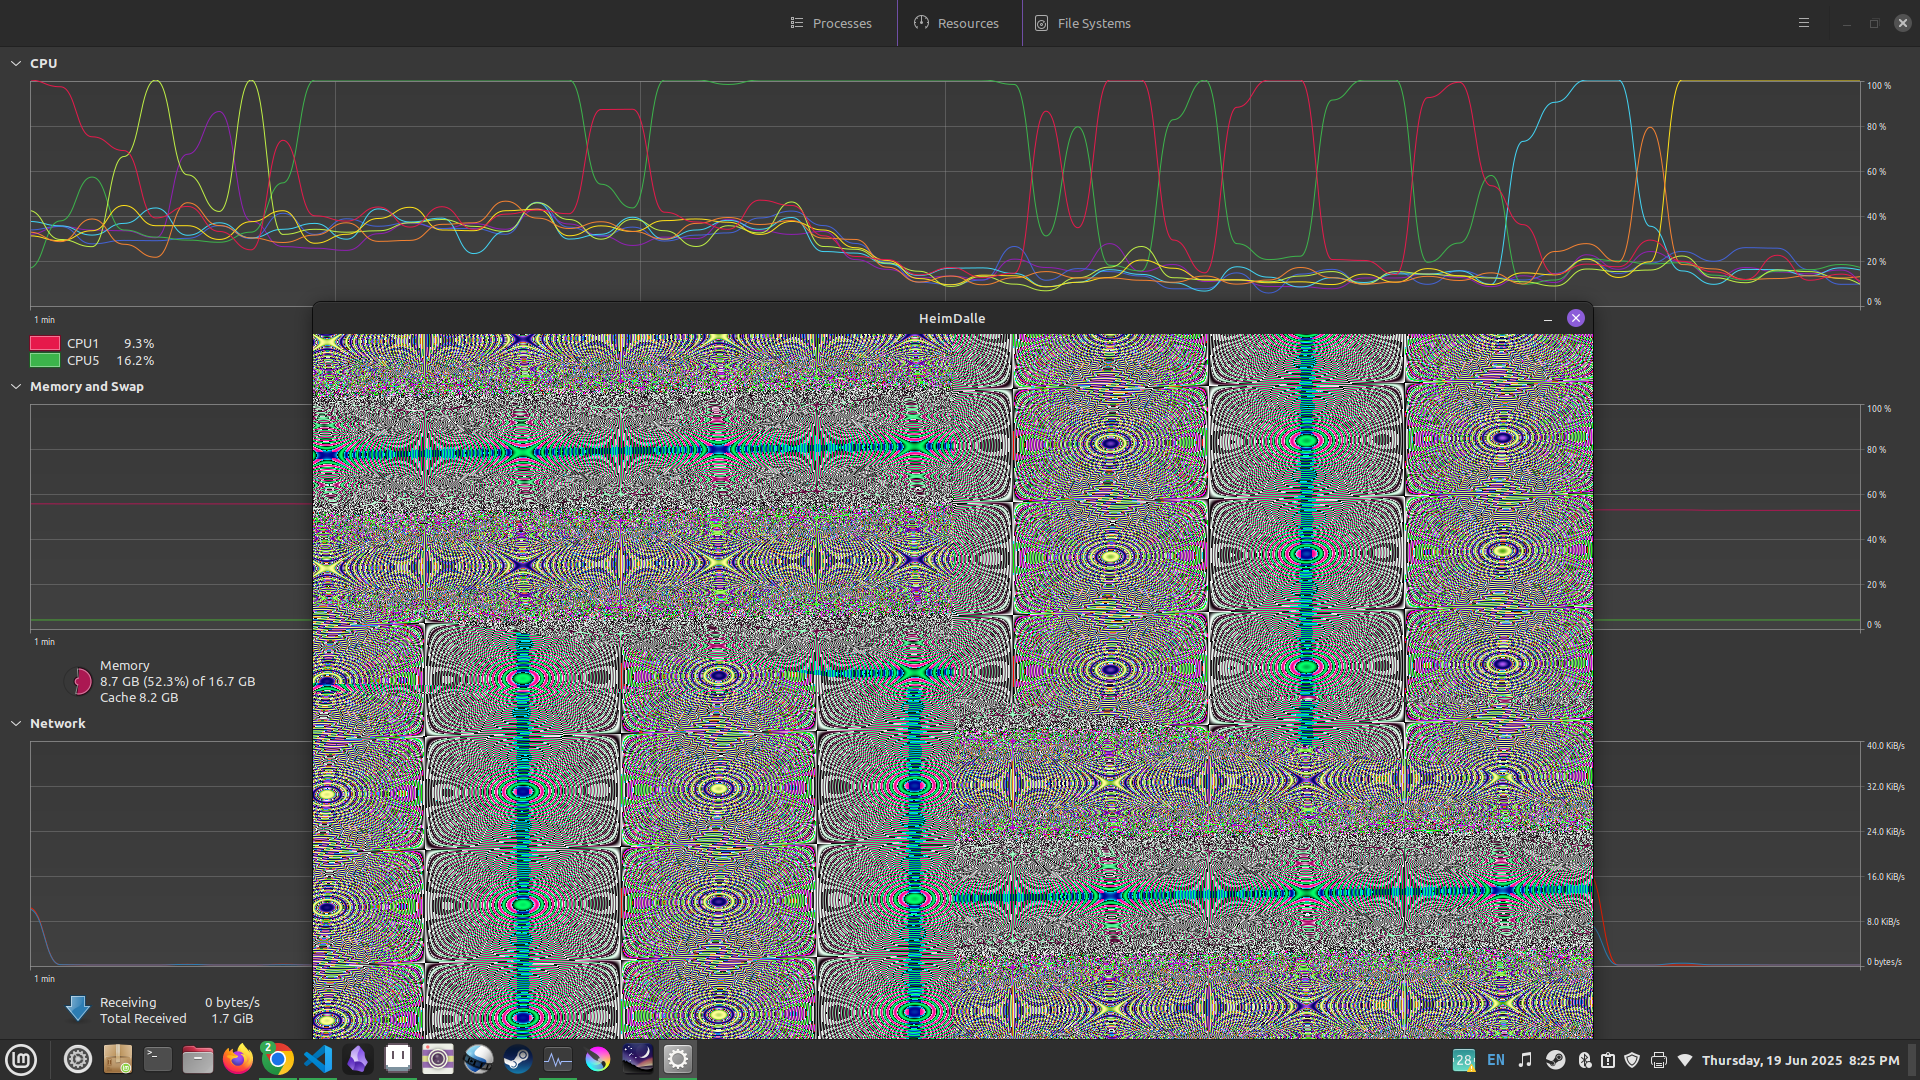 Processes
Resources
File Systems
CPU
100 %
80 %
60 %
40 %
20 %
0 %
1 min
HeimDalle
CPU1 9.3%
CPU5 16.2%
Memory and Swap
100 %
80 %
60 %
40 %
20 %
0 %
1 min
Memory
8.7 GB (52.3%) of 16.7 GB
Cache 8.2 GB
Network
40.0 KiB/s
32.0 KiB/s
24.0 KiB/s
16.0 KiB/s
8.0 KiB/s
0 bytes/s
1 min
Receiving 0 bytes/s
Total Received 1.7 GiB
2
28 EN Thursday, 19 Jun 2025 8:25 PM